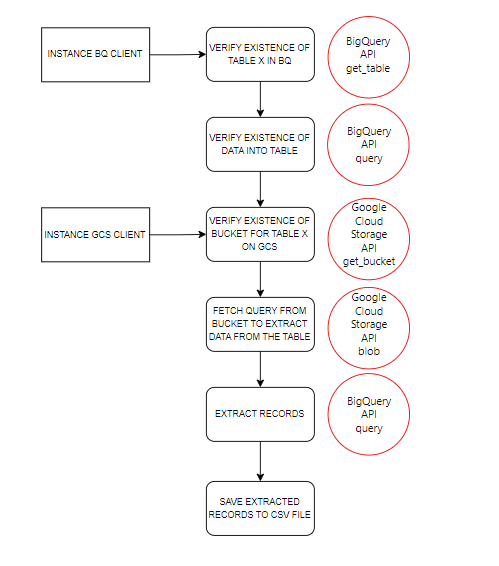 INSTANCE BQ CLIENT
VERIFY EXISTENCE OF
TABLE X IN BQ
BigQuery
API
get_table
VERIFY EXISTENCE OF
DATA INTO TABLE
BigQuery
API
query
INSTANCE GCS CLIENT
VERIFY EXISTENCE OF
BUCKET FOR TABLE X
ON GCS
Google
Cloud
Storage
API
get_bucket
FETCH QUERY FROM
BUCKET TO EXTRACT
DATA FROM THE TABLE
Google
Cloud
Storage
API
blob
EXTRACT RECORDS
BigQuery
API
query
SAVE EXTRACTED
RECORDS TO CSV FILE